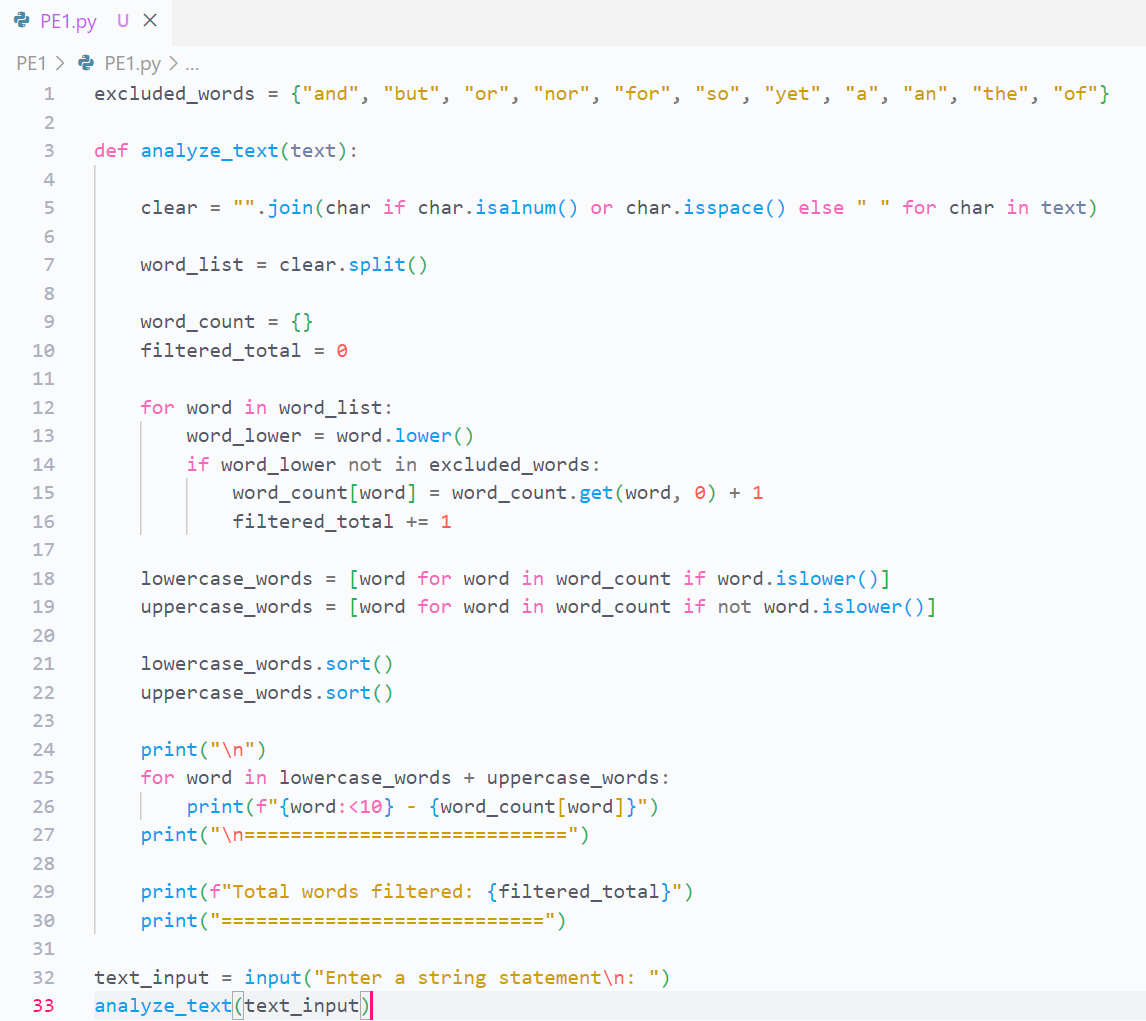 PE1.py U
PE1 > PE1.py > ...
1 excluded_words = {"and", "but", "or", "nor", "for", "so", "yet", "a", "an", "the", "of"}
2
3 def analyze_text(text):
4
5     clear = "".join(char if char.isalnum() or char.isspace() else " " for char in text)
6
7     word_list = clear.split()
8
9     word_count = {}
10     filtered_total = 0
11
12     for word in word_list:
13         word_lower = word.lower()
14         if word_lower not in excluded_words:
15             word_count[word] = word_count.get(word, 0) + 1
16             filtered_total += 1
17
18     lowercase_words = [word for word in word_count if word.islower()]
19     uppercase_words = [word for word in word_count if not word.islower()]
20
21     lowercase_words.sort()
22     uppercase_words.sort()
23
24     print("\n")
25     for word in lowercase_words + uppercase_words:
26         print(f"{word:<10} - {word_count[word]}")
27     print("\n============================")
28
29     print(f"Total words filtered: {filtered_total}")
30     print("============================")
31
32 text_input = input("Enter a string statement\n: ")
33 analyze_text(text_input)